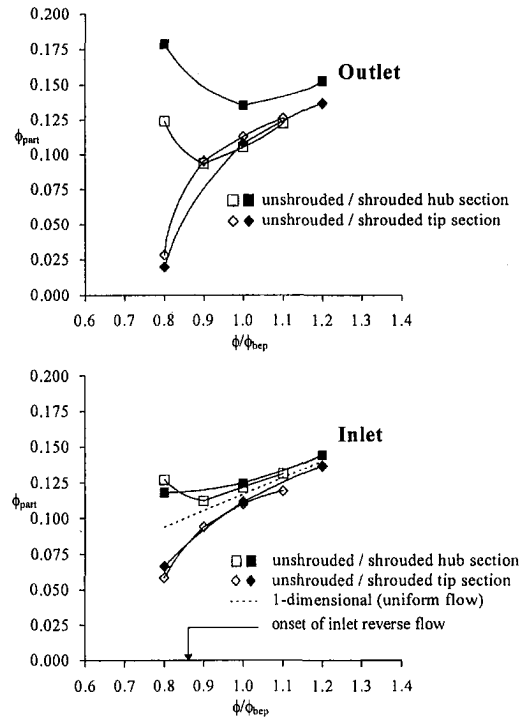 0.200
0.175
0.150
0.125
ϕpart
0.100
0.075
0.050
0.025
0.000
Outlet
unshrouded / shrouded hub section
unshrouded / shrouded tip section
0.6 0.7 0.8 0.9 1.0 1.1 1.2 1.3 1.4
ϕ/ϕbep
0.200
0.175
0.150
0.125
ϕpart
0.100
0.075
0.050
0.025
0.000
Inlet
unshrouded / shrouded hub section
unshrouded / shrouded tip section
1-dimensional (uniform flow)
onset of inlet reverse flow
0.6 0.7 0.8 0.9 1.0 1.1 1.2 1.3 1.4
ϕ/ϕbep